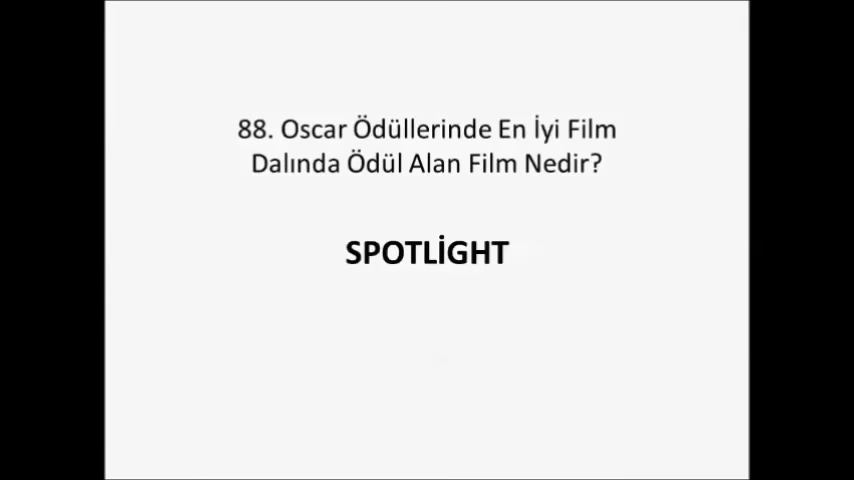 88. Oscar Ödüllerinde En İyi Film
Dalında Ödül Alan Film Nedir?
SPOTLİGHT